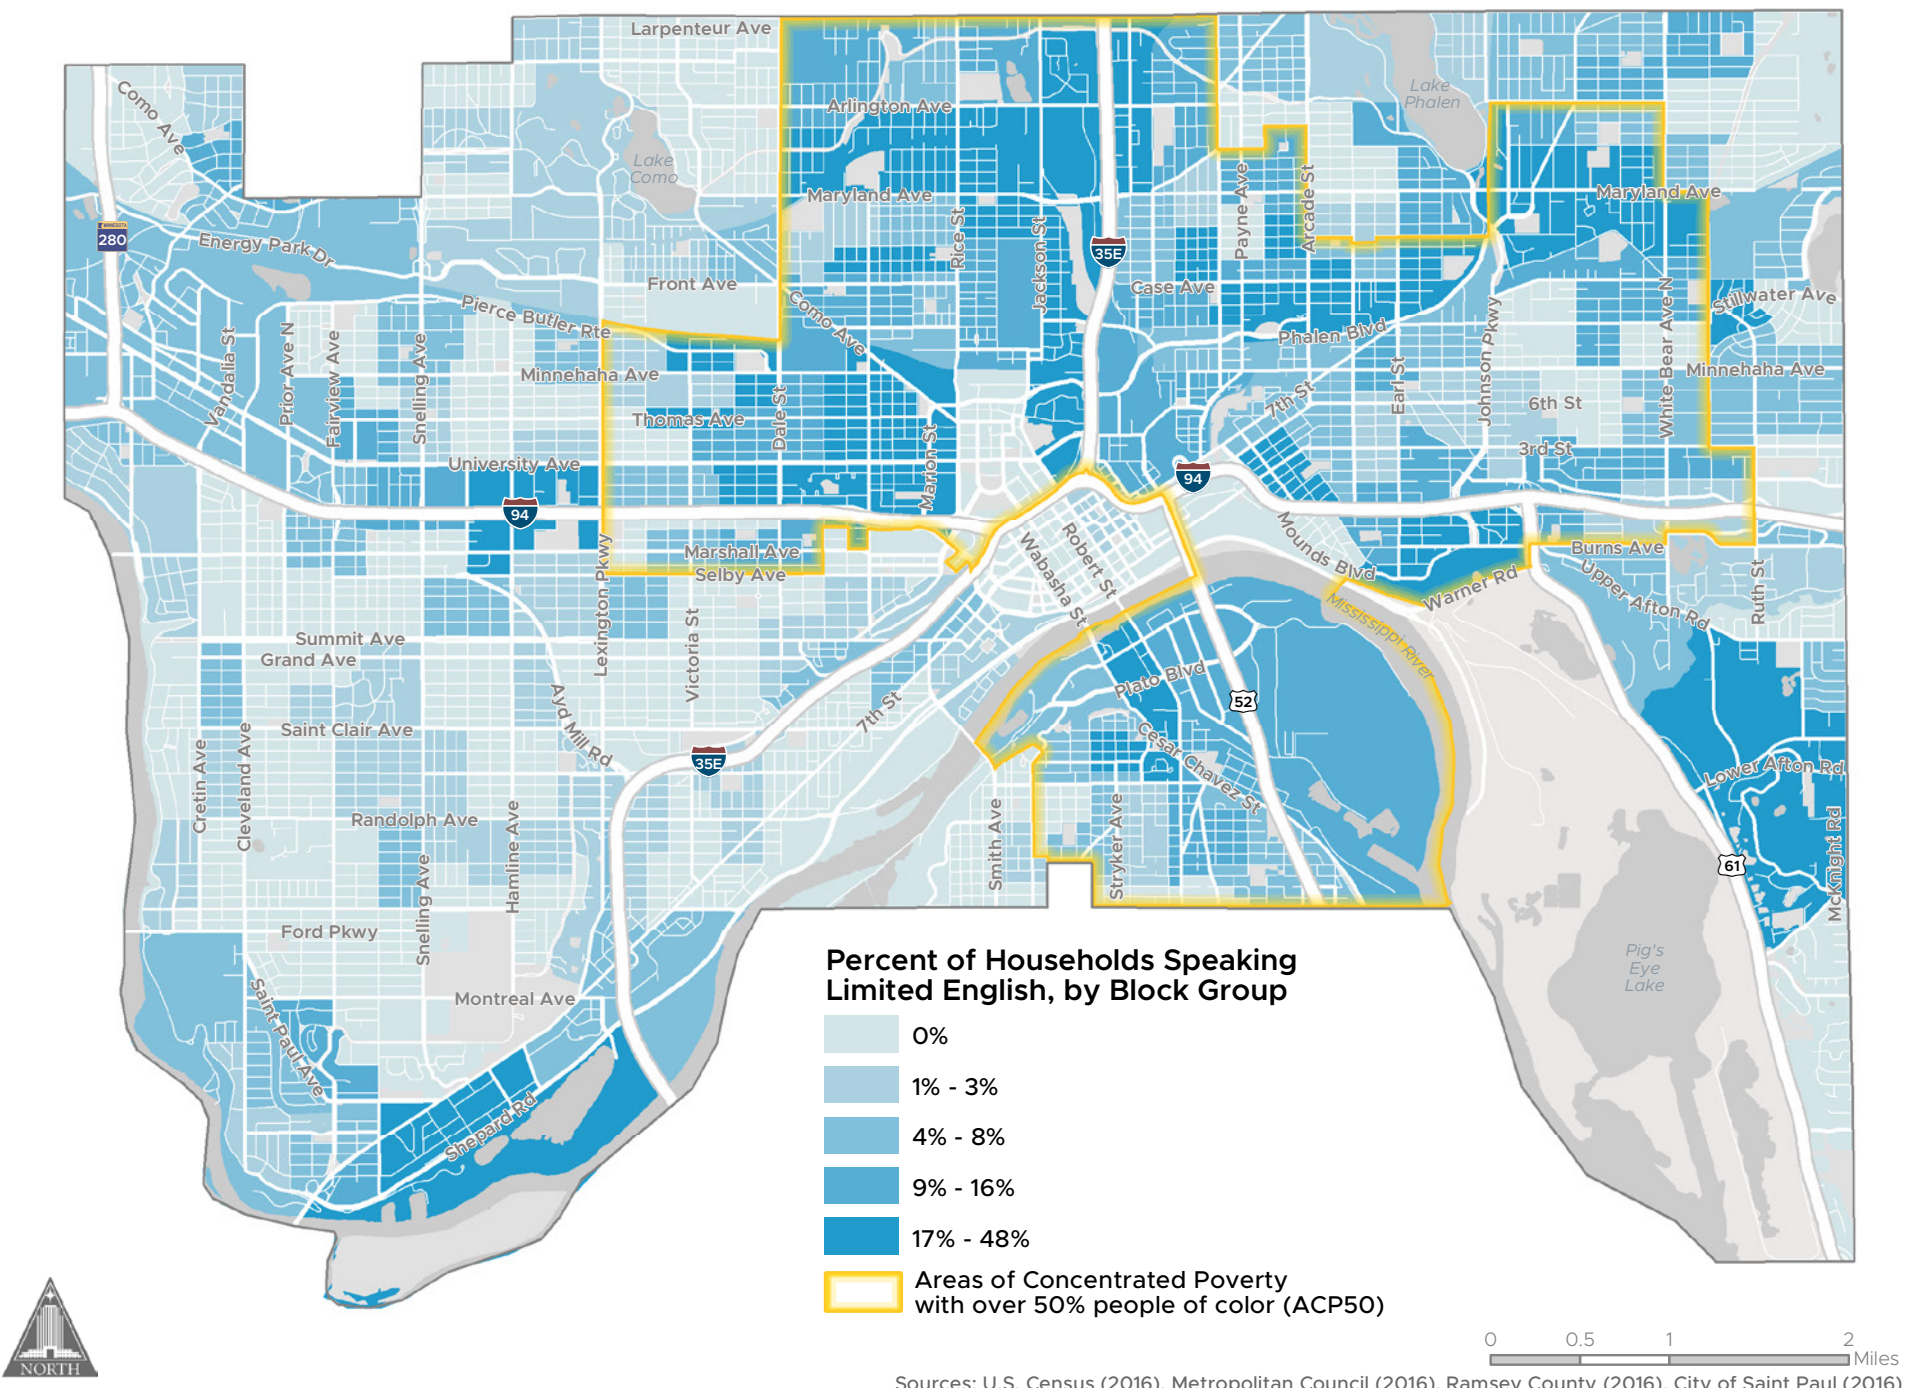 Larpenteur Ave
Como Ave
Arlington Ave
Lake
Phalen
Lake
Como
Maryland Ave
Maryland Ave
Payne Ave
Arcade St
Rice St
Jackson St
280
Energy Park Dr
35E
Front Ave
Case Ave
Como Ave
Stillwater Ave
Pierce Butler Rte
Phalen Blvd
Johnson Pkwy
White Bear Ave N
Vandalia St
Prior Ave N
Fairview Ave
Snelling Ave
Minnehaha Ave
Minnehaha Ave
Dale St
Earl St
7th St
6th St
Thomas Ave
Marion St
3rd St
University Ave
94
94
Mounds Blvd
Robert St
Wabasha St
Marshall Ave
Selby Ave
Burns Ave
Lexington Pkwy
Warner Rd
Upper Afton Rd
Ruth St
Mississippi River
Summit Ave
Grand Ave
Victoria St
Plato Blvd
52
Ayd Mill Rd
7th St
Saint Clair Ave
Cesar Chavez St
Cretin Ave
Cleveland Ave
35E
Lower Afton Rd
Randolph Ave
Hamline Ave
Smith Ave
Stryker Ave
McKnight Rd
61
Snelling Ave
Ford Pkwy
Pig's
Eye
Lake
Saint Paul Ave
Montreal Ave
Shepard Rd
Percent of Households Speaking
Limited English, by Block Group
0%
1% - 3%
4% - 8%
9% - 16%
17% - 48%
Areas of Concentrated Poverty
with over 50% people of color (ACP50)
NORTH
0 0.5 1 2
Miles
Sources: U.S. Census (2016), Metropolitan Council (2016), Ramsey County (2016), City of Saint Paul (2016)